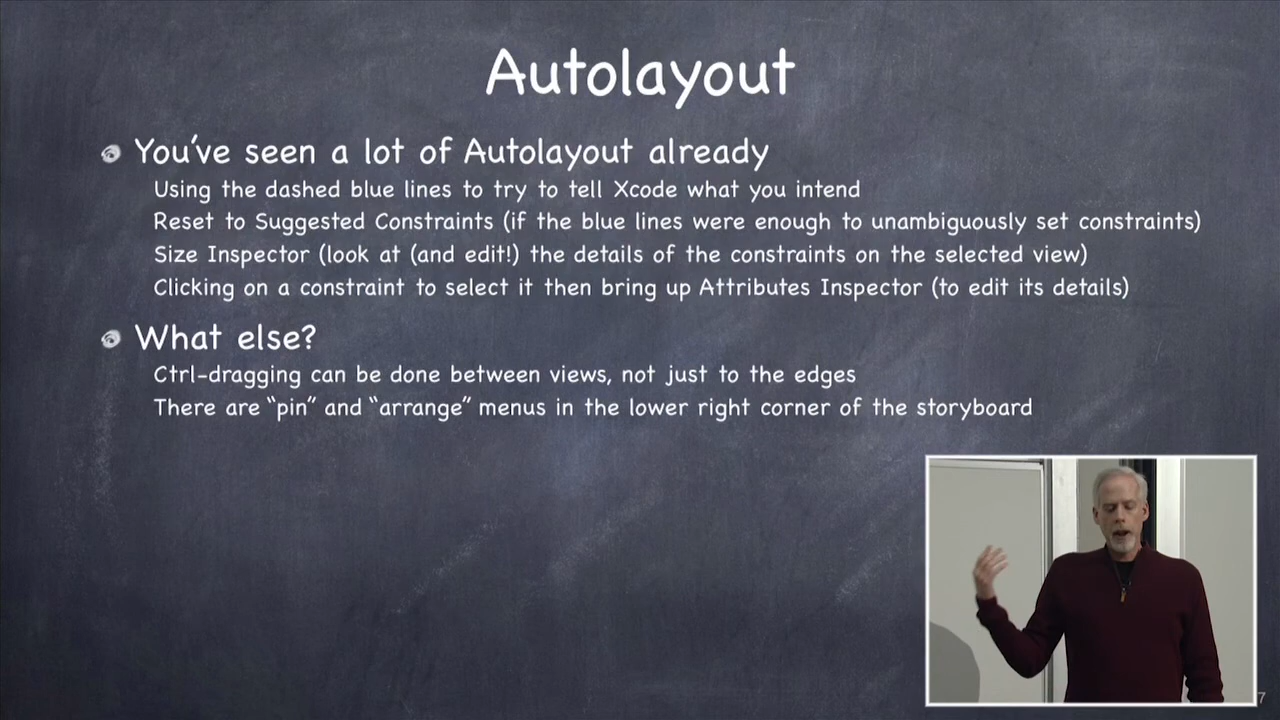 Autolayout
You've seen a lot of Autolayout already
Using the dashed blue lines to try to tell Xcode what you intend
Reset to Suggested Constraints (if the blue lines were enough to unambiguously set constraints)
Size Inspector (look at (and edit!) the details of the constraints on the selected view)
Clicking on a constraint to select it then bring up Attributes Inspector (to edit its details)
What else?
Ctrl-dragging can be done between views, not just to the edges
There are “pin” and “arrange” menus in the lower right corner of the storyboard
7